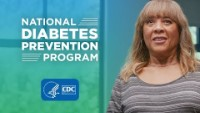 NATIONAL
DIABETES
PREVENTION
PROGRAM
CDC